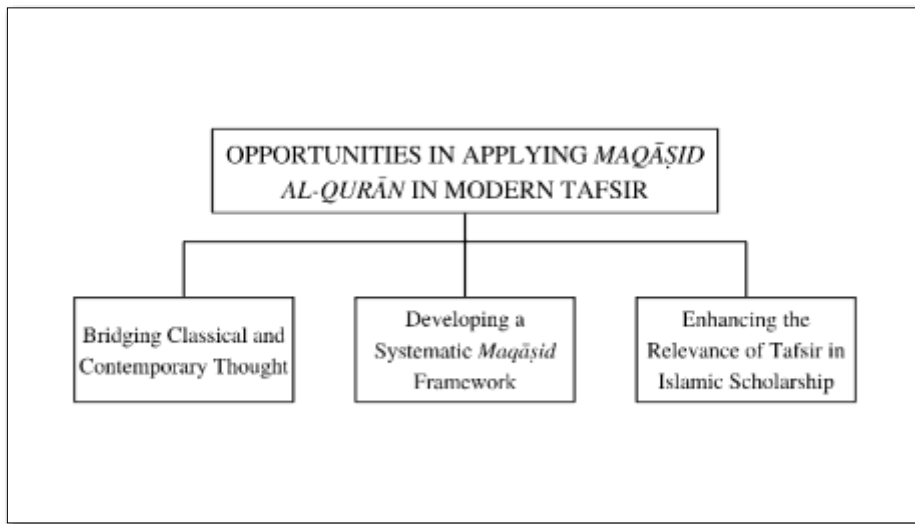 OPPORTUNITIES IN APPLYING MAQĀṢID
AL-QURĀN IN MODERN TAFSIR
Bridging Classical and
Contemporary Thought
Developing a
Systematic Maqāṣid
Framework
Enhancing the
Relevance of Tafsir in
Islamic Scholarship